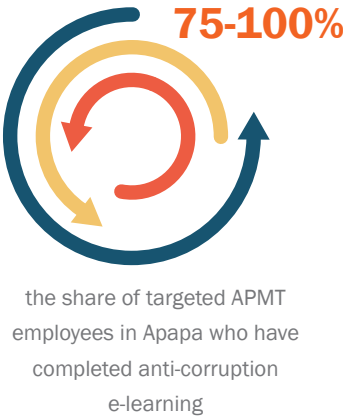 75-100%
the share of targeted APMT
employees in Apapa who have
completed anti-corruption
e-learning